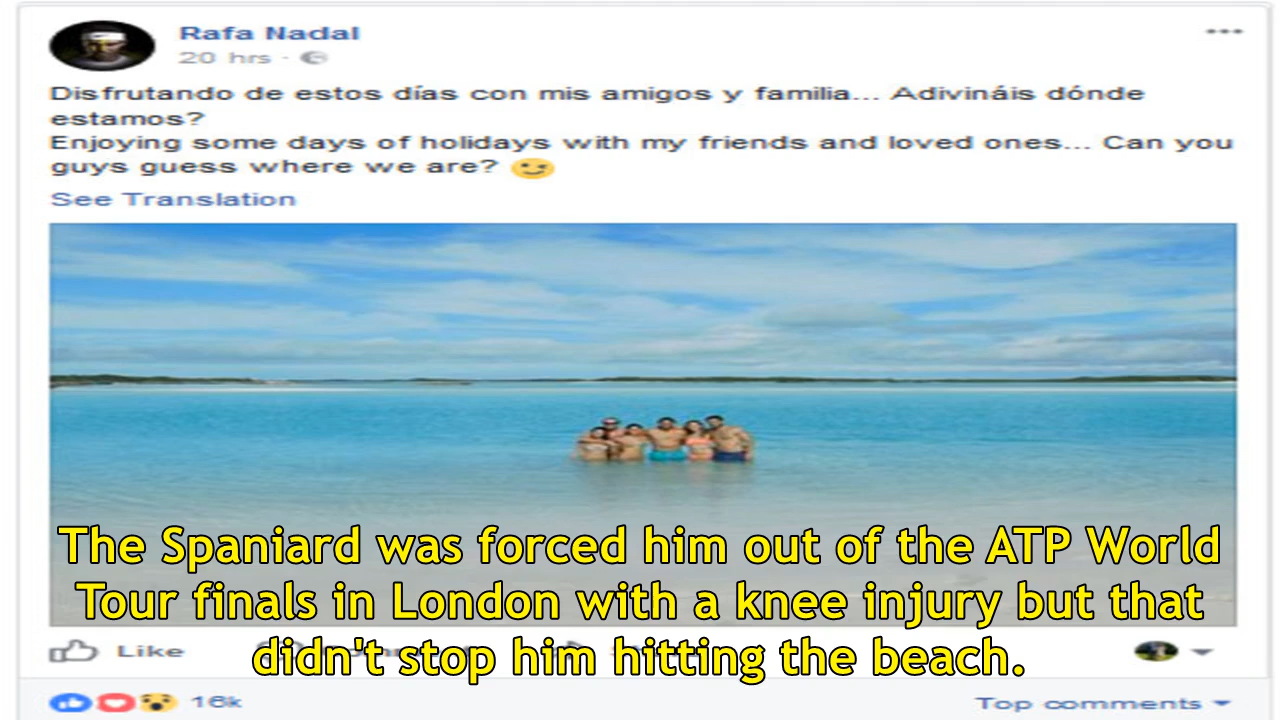 Rafa Nadal
20 hrs ·
Disfrutando de estos días con mis amigos y familia... Adivináis dónde
estamos?
Enjoying some days of holidays with my friends and loved ones... Can you
guys guess where we are?
See Translation
The Spaniard was forced him out of the ATP World
Tour finals in London with a knee injury but that
didn't stop him hitting the beach.
Like
16k
Top comments